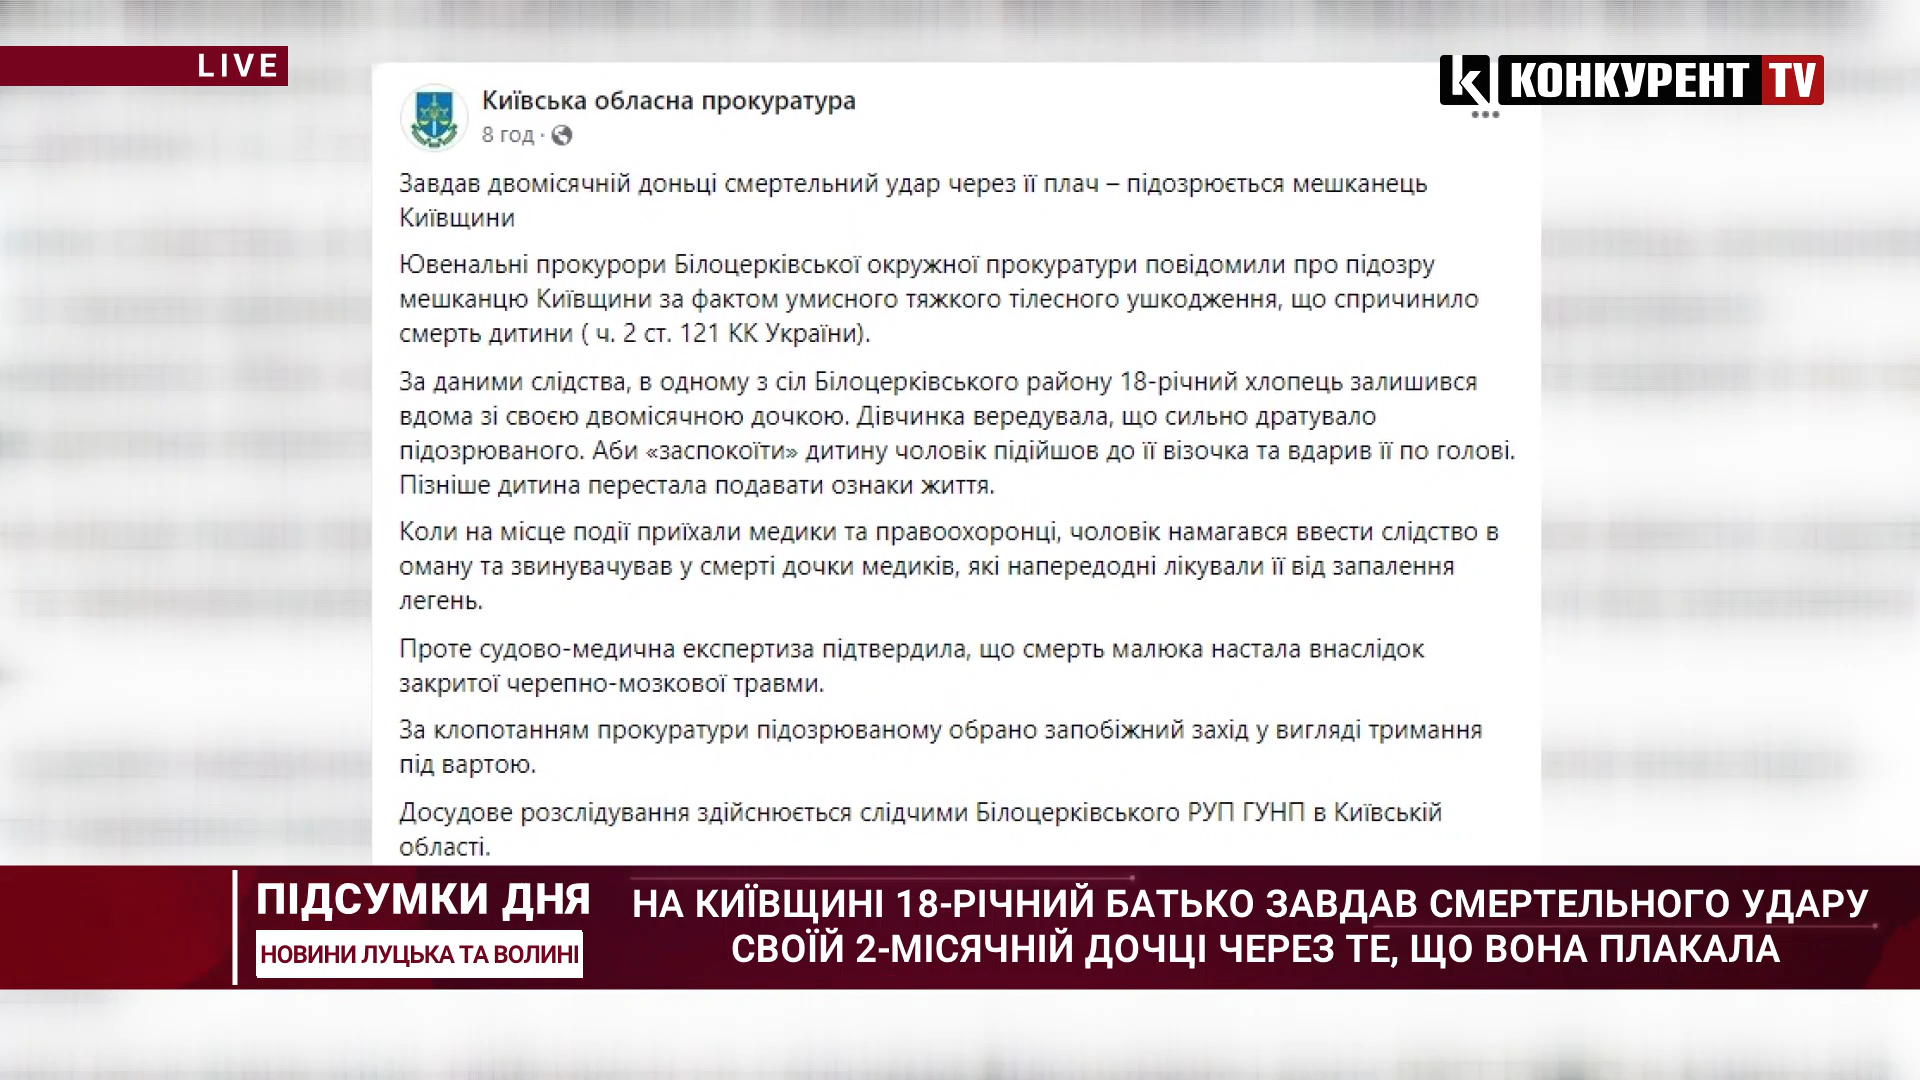 LIVE
КОНКУРЕНТ TV
Київська обласна прокуратура
8 год ·
Завдав двомісячній доньці смертельний удар через її плач – підозрюється мешканець
Київщини
Ювенальні прокурори Білоцерківської окружної прокуратури повідомили про підозру
мешканцю Київщини за фактом умисного тяжкого тілесного ушкодження, що спричинило
смерть дитини ( ч. 2 ст. 121 КК України).
За даними слідства, в одному з сіл Білоцерківського району 18-річний хлопець залишився
вдома зі своєю двомісячною дочкою. Дівчинка вередувала, що сильно дратувало
підозрюваного. Аби «заспокоїти» дитину чоловік підійшов до її візочка та вдарив її по голові.
Пізніше дитина перестала подавати ознаки життя.
Коли на місце події приїхали медики та правоохоронці, чоловік намагався ввести слідство в
оману та звинувачував у смерті дочки медиків, які напередодні лікували її від запалення
легень.
Проте судово-медична експертиза підтвердила, що смерть малюка настала внаслідок
закритої черепно-мозкової травми.
За клопотанням прокуратури підозрюваному обрано запобіжний захід у вигляді тримання
під вартою.
Досудове розслідування здійснюється слідчими Білоцерківського РУП ГУНП в Київській
області.
ПІДСУМКИ ДНЯ
НОВИНИ ЛУЦЬКА ТА ВОЛИНІ
НА КИЇВЩИНІ 18-РІЧНИЙ БАТЬКО ЗАВДАВ СМЕРТЕЛЬНОГО УДАРУ
СВОЇЙ 2-МІСЯЧНІЙ ДОЧЦІ ЧЕРЕЗ ТЕ, ЩО ВОНА ПЛАКАЛА